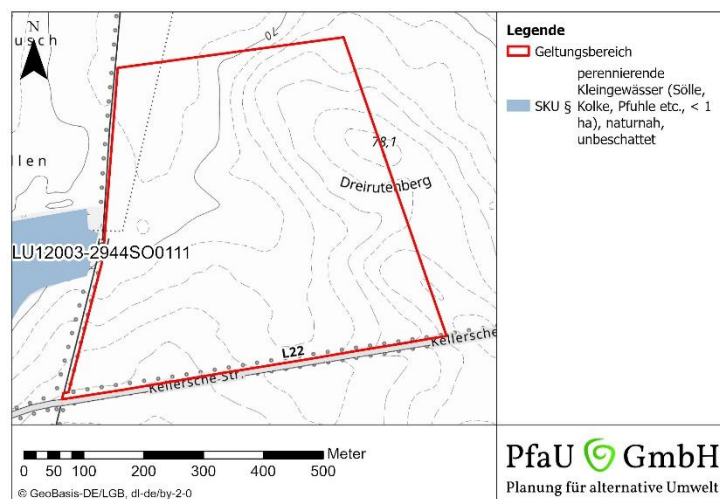 N
usch
70
llen
78,1
Dreirutenberg
LU12003-2944SO0111
L22
Kellersche Str.
Kellersche
Legende
Geltungsbereich
perennierende
Kleingewässer (Sölle,
SKU § Kolke, Pfuhle etc., < 1
ha), naturnah,
unbeschattet
Meter
0 50 100 200 300 400 500
© GeoBasis-DE/LGB, dl-de/by-2-0
PfaU GmbH
Planung für alternative Umwelt